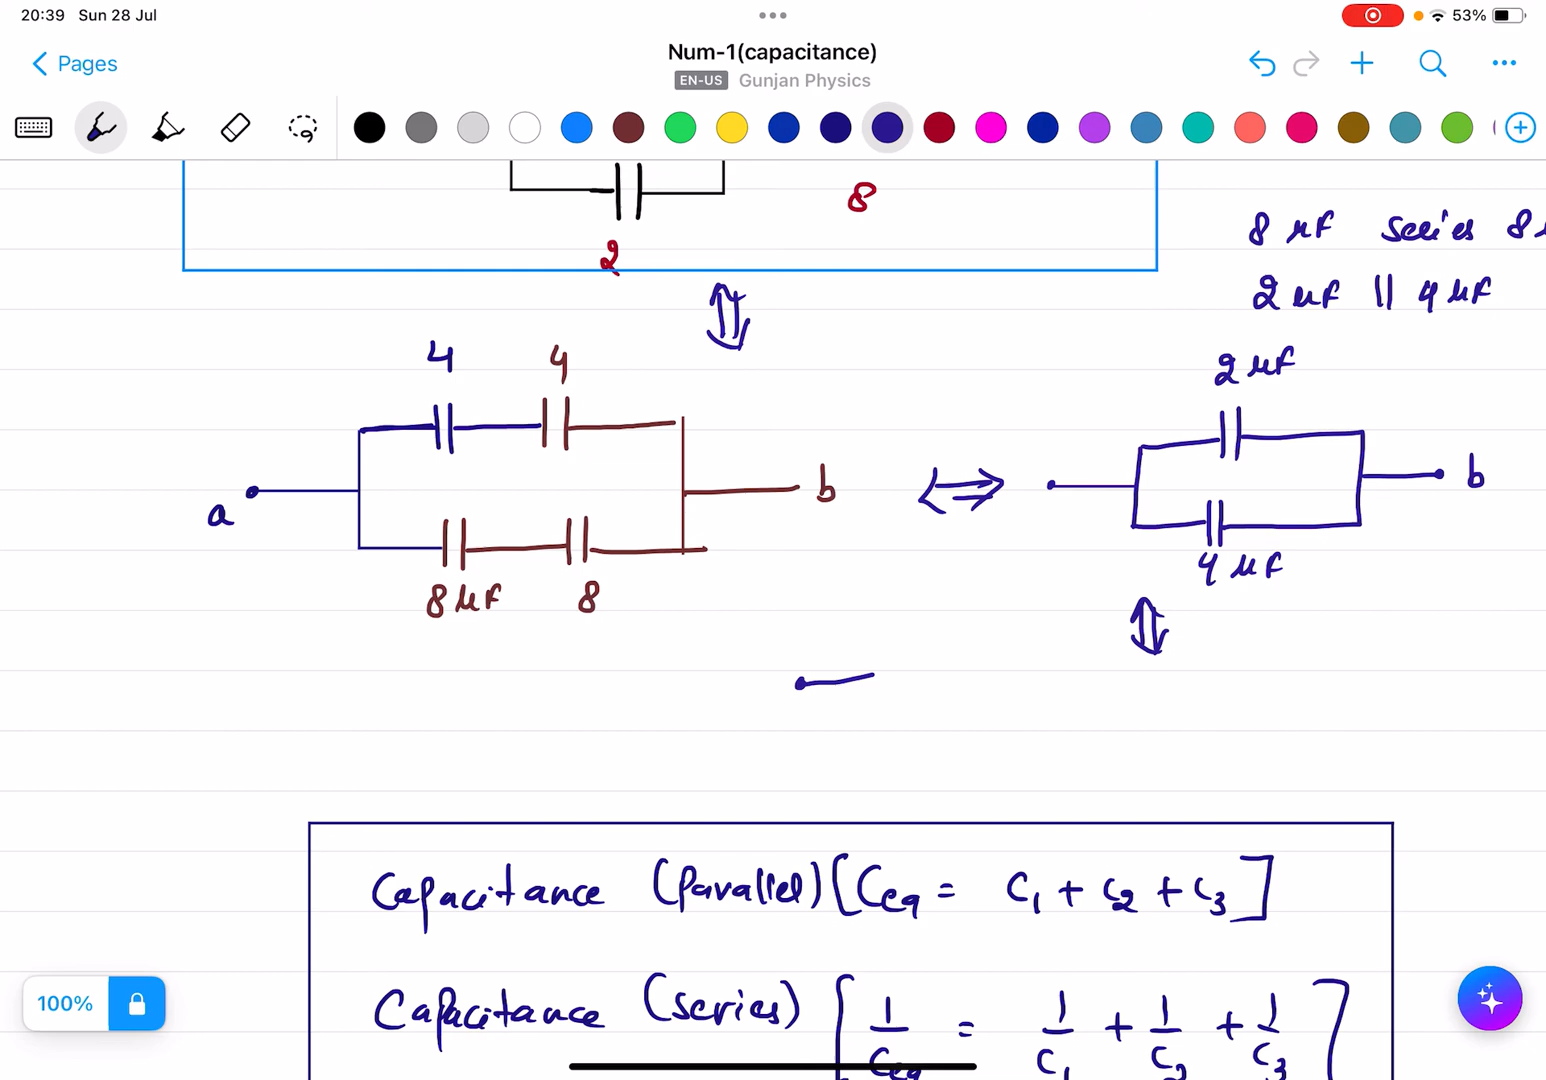 20:39 Sun 28 Jul
53%
Pages
Num-1(capacitance)
EN-US Gunjan Physics
8
2
8 μf series 8
2 μf || 4 μf
4 4
2 μf
a
b
b
8 μf 8
4 μf
Capacitance (Parallel) [Ceq = C1 + C2 + C3]
100%
Capacitance (series) [1/Ceq = 1/C1 + 1/C2 + 1/C3]